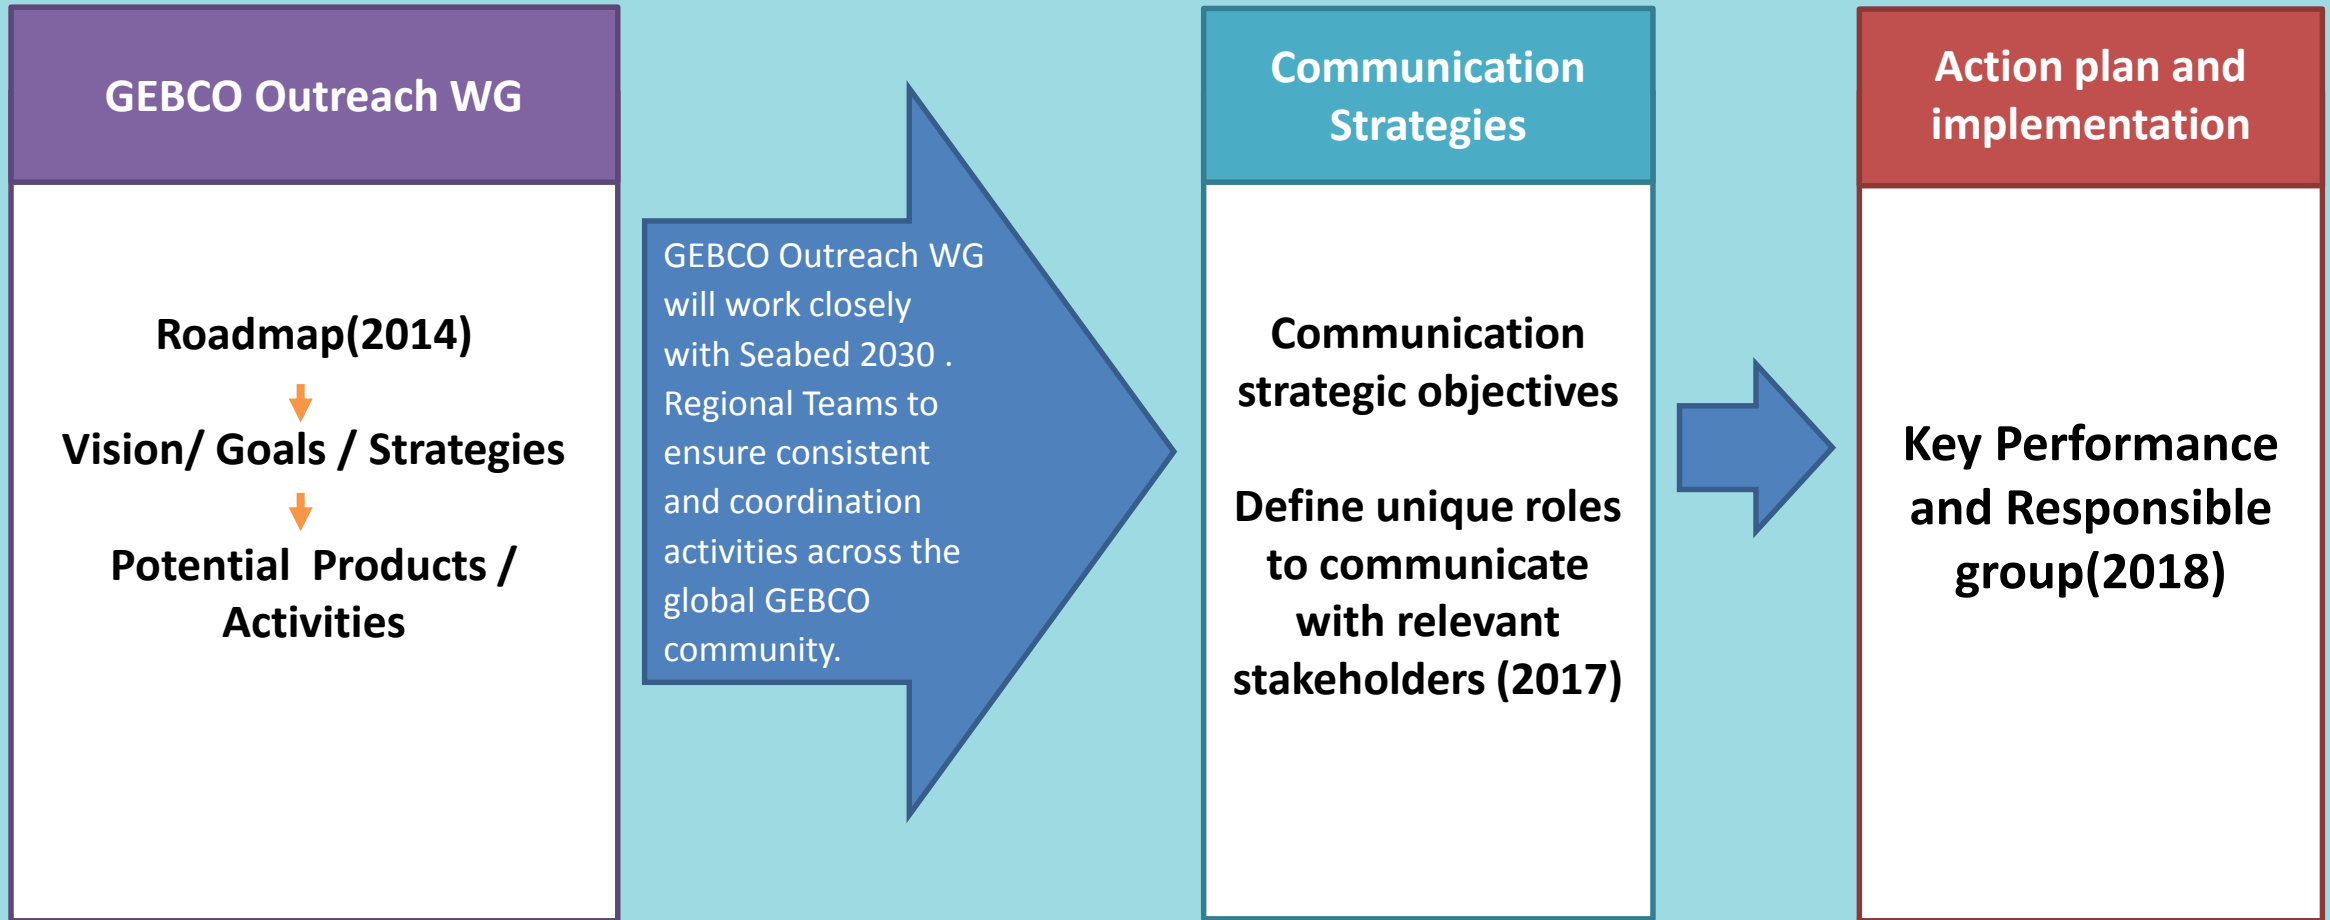 GEBCO Outreach WG
Roadmap(2014)
Vision/ Goals / Strategies
Potential Products /
Activities
GEBCO Outreach WG
will work closely
with Seabed 2030 .
Regional Teams to
ensure consistent
and coordination
activities across the
global GEBCO
community.
Communication
Strategies
Communication
strategic objectives
Define unique roles
to communicate
with relevant
stakeholders (2017)
Action plan and
implementation
Key Performance
and Responsible
group(2018)